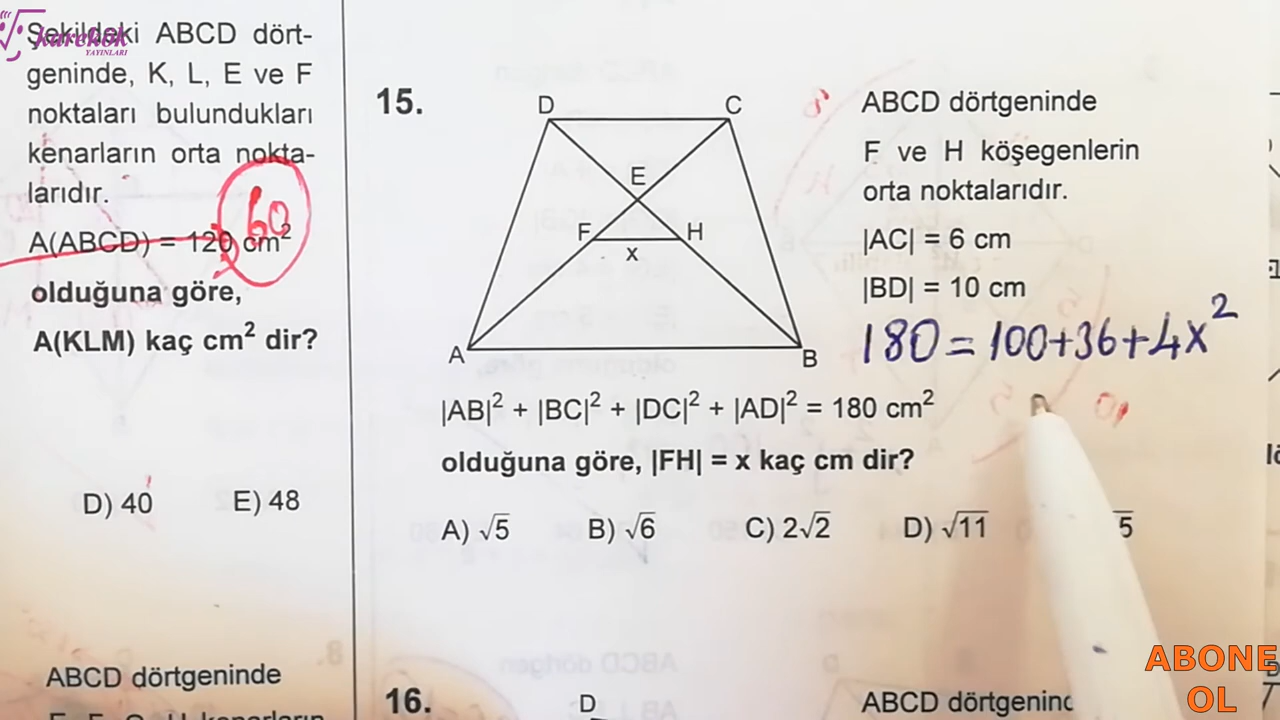 Şekildeki ABCD dört-
geninde, K, L, E ve F
noktaları bulundukları
kenarların orta nokta-
larıdır.
A(ABCD) = 120 cm²
60
olduğuna göre,
A(KLM) kaç cm² dir?
D) 40 E) 48
ABCD dörtgeninde
karekök
YAYINLARI
15.
D C
E
F H
x
A B
ABCD dörtgeninde
F ve H köşegenlerin
orta noktalarıdır.
|AC| = 6 cm
|BD| = 10 cm
180 = 100+36+4x²
|AB|² + |BC|² + |DC|² + |AD|² = 180 cm²
olduğuna göre, |FH| = x kaç cm dir?
A) √5 B) √6 C) 2√2 D) √11 √5
16.
D
ABCD
ABONE
OL